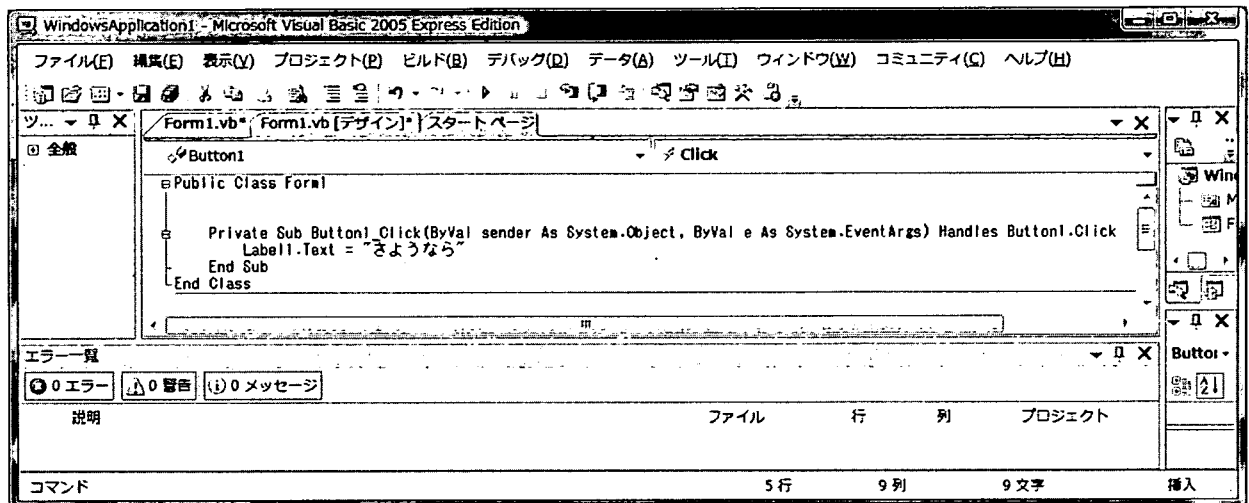 WindowsApplication1 - Microsoft Visual Basic 2005 Express Edition
ファイル(F) 編集(E) 表示(V) プロジェクト(P) ビルド(B) デバッグ(D) データ(A) ツール(T) ウィンドウ(W) コミュニティ(C) ヘルプ(H)
ツ...
Form1.vb* Form1.vb [デザイン]* スタート ページ
全般
Button1 Click
Public Class Form1
Private Sub Button1_Click(ByVal sender As System.Object, ByVal e As System.EventArgs) Handles Button1.Click
Label1.Text = "さようなら"
End Sub
End Class
Wind
M
F
エラー一覧
0 エラー 0 警告 0 メッセージ
説明 ファイル 行 列 プロジェクト
コマンド 5 行 9 列 9 文字 挿入